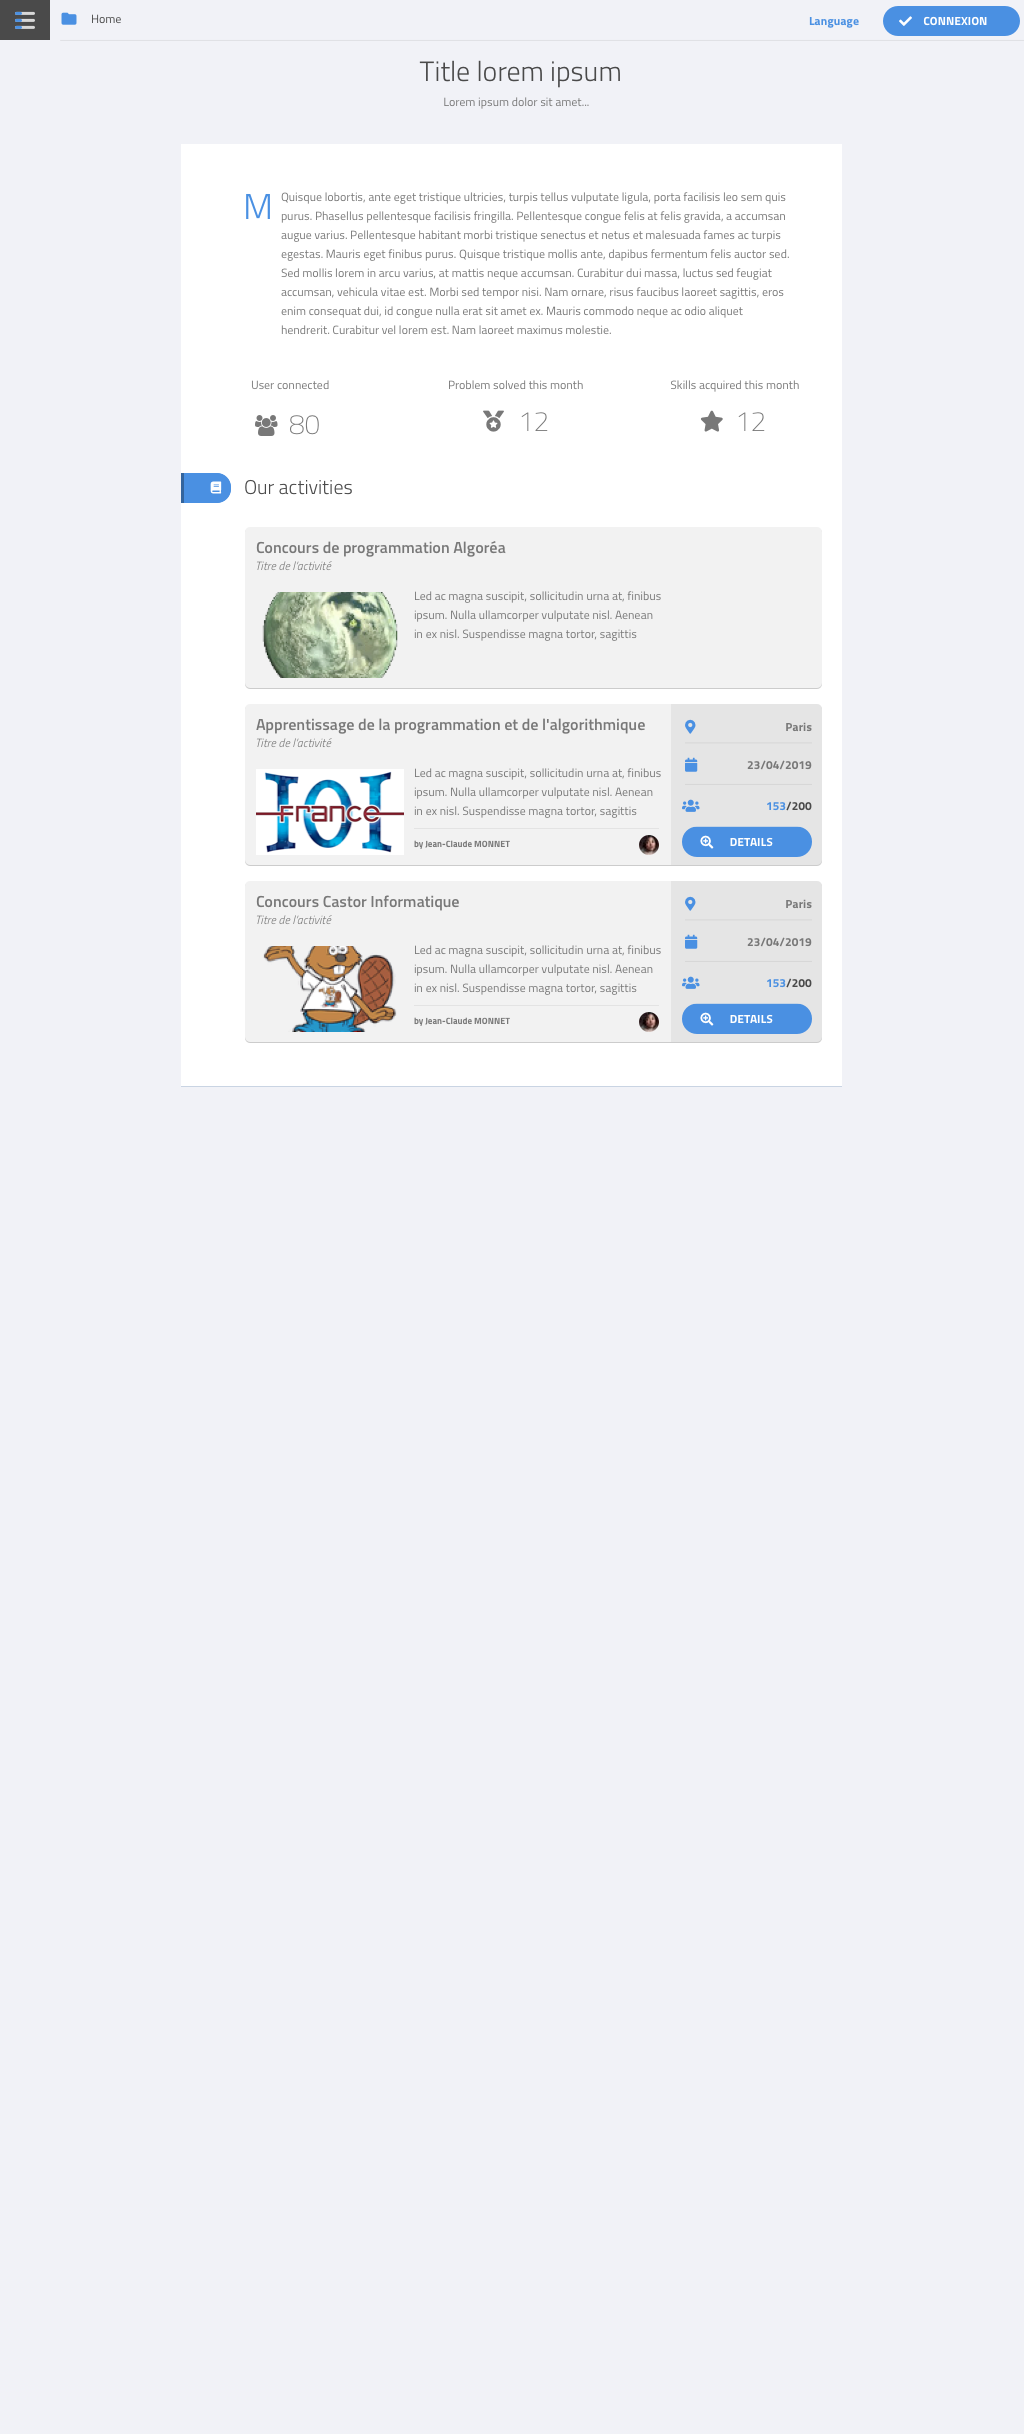 Home
Language
CONNEXION
Title lorem ipsum
Lorem ipsum dolor sit amet...
M
Quisque lobortis, ante eget tristique ultricies, turpis tellus vulputate ligula, porta facilisis leo sem quis
purus. Phasellus pellentesque facilisis fringilla. Pellentesque congue felis at felis gravida, a accumsan
augue varius. Pellentesque habitant morbi tristique senectus et netus et malesuada fames ac turpis
egestas. Mauris eget finibus purus. Quisque tristique mollis ante, dapibus fermentum felis auctor sed.
Sed mollis lorem in arcu varius, at mattis neque accumsan. Curabitur dui massa, luctus sed feugiat
accumsan, vehicula vitae est. Morbi sed tempor nisi. Nam ornare, risus faucibus laoreet sagittis, eros
enim consequat dui, id congue nulla erat sit amet ex. Mauris commodo neque ac odio aliquet
hendrerit. Curabitur vel lorem est. Nam laoreet maximus molestie.
User connected
80
Problem solved this month
12
Skills acquired this month
12
Our activities
Concours de programmation Algoréa
Titre de l'activité
Led ac magna suscipit, sollicitudin urna at, finibus
ipsum. Nulla ullamcorper vulputate nisl. Aenean
in ex nisl. Suspendisse magna tortor, sagittis
Apprentissage de la programmation et de l'algorithmique
Titre de l'activité
IOI
france
Led ac magna suscipit, sollicitudin urna at, finibus
ipsum. Nulla ullamcorper vulputate nisl. Aenean
in ex nisl. Suspendisse magna tortor, sagittis
by Jean-Claude MONNET
Paris
23/04/2019
153/200
DETAILS
Concours Castor Informatique
Titre de l'activité
Led ac magna suscipit, sollicitudin urna at, finibus
ipsum. Nulla ullamcorper vulputate nisl. Aenean
in ex nisl. Suspendisse magna tortor, sagittis
by Jean-Claude MONNET
Paris
23/04/2019
153/200
DETAILS